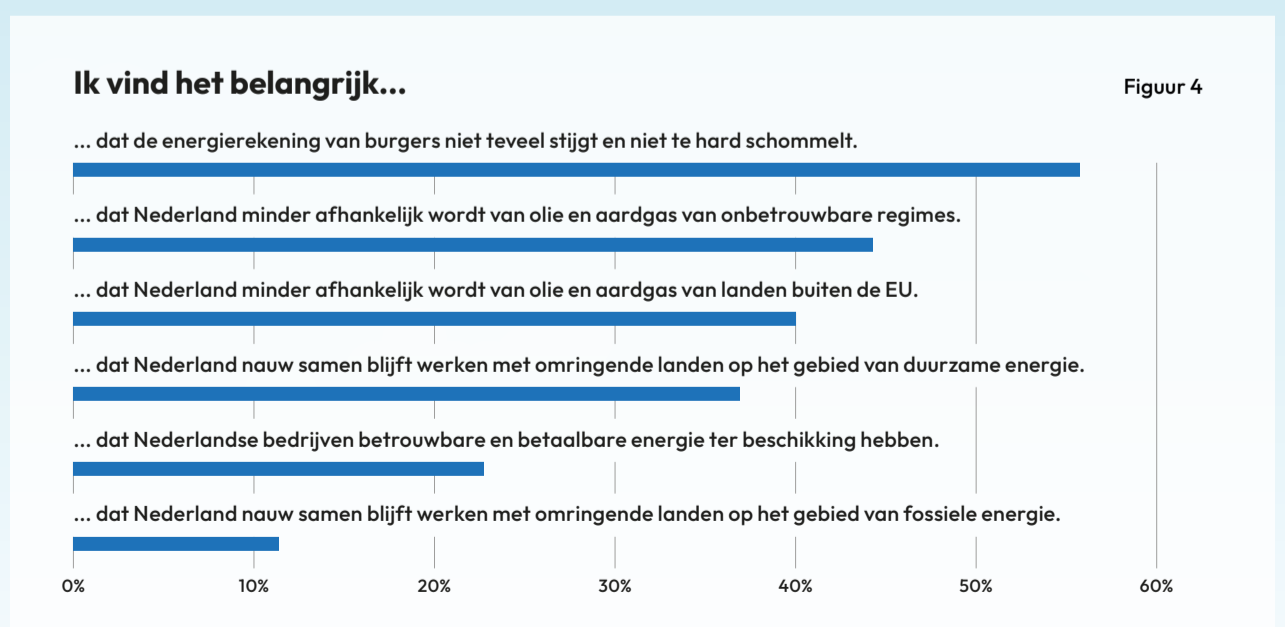 Ik vind het belangrijk...
Figuur 4
... dat de energierekening van burgers niet teveel stijgt en niet te hard schommelt.
... dat Nederland minder afhankelijk wordt van olie en aardgas van onbetrouwbare regimes.
... dat Nederland minder afhankelijk wordt van olie en aardgas van landen buiten de EU.
... dat Nederland nauw samen blijft werken met omringende landen op het gebied van duurzame energie.
... dat Nederlandse bedrijven betrouwbare en betaalbare energie ter beschikking hebben.
... dat Nederland nauw samen blijft werken met omringende landen op het gebied van fossiele energie.
0% 10% 20% 30% 40% 50% 60%